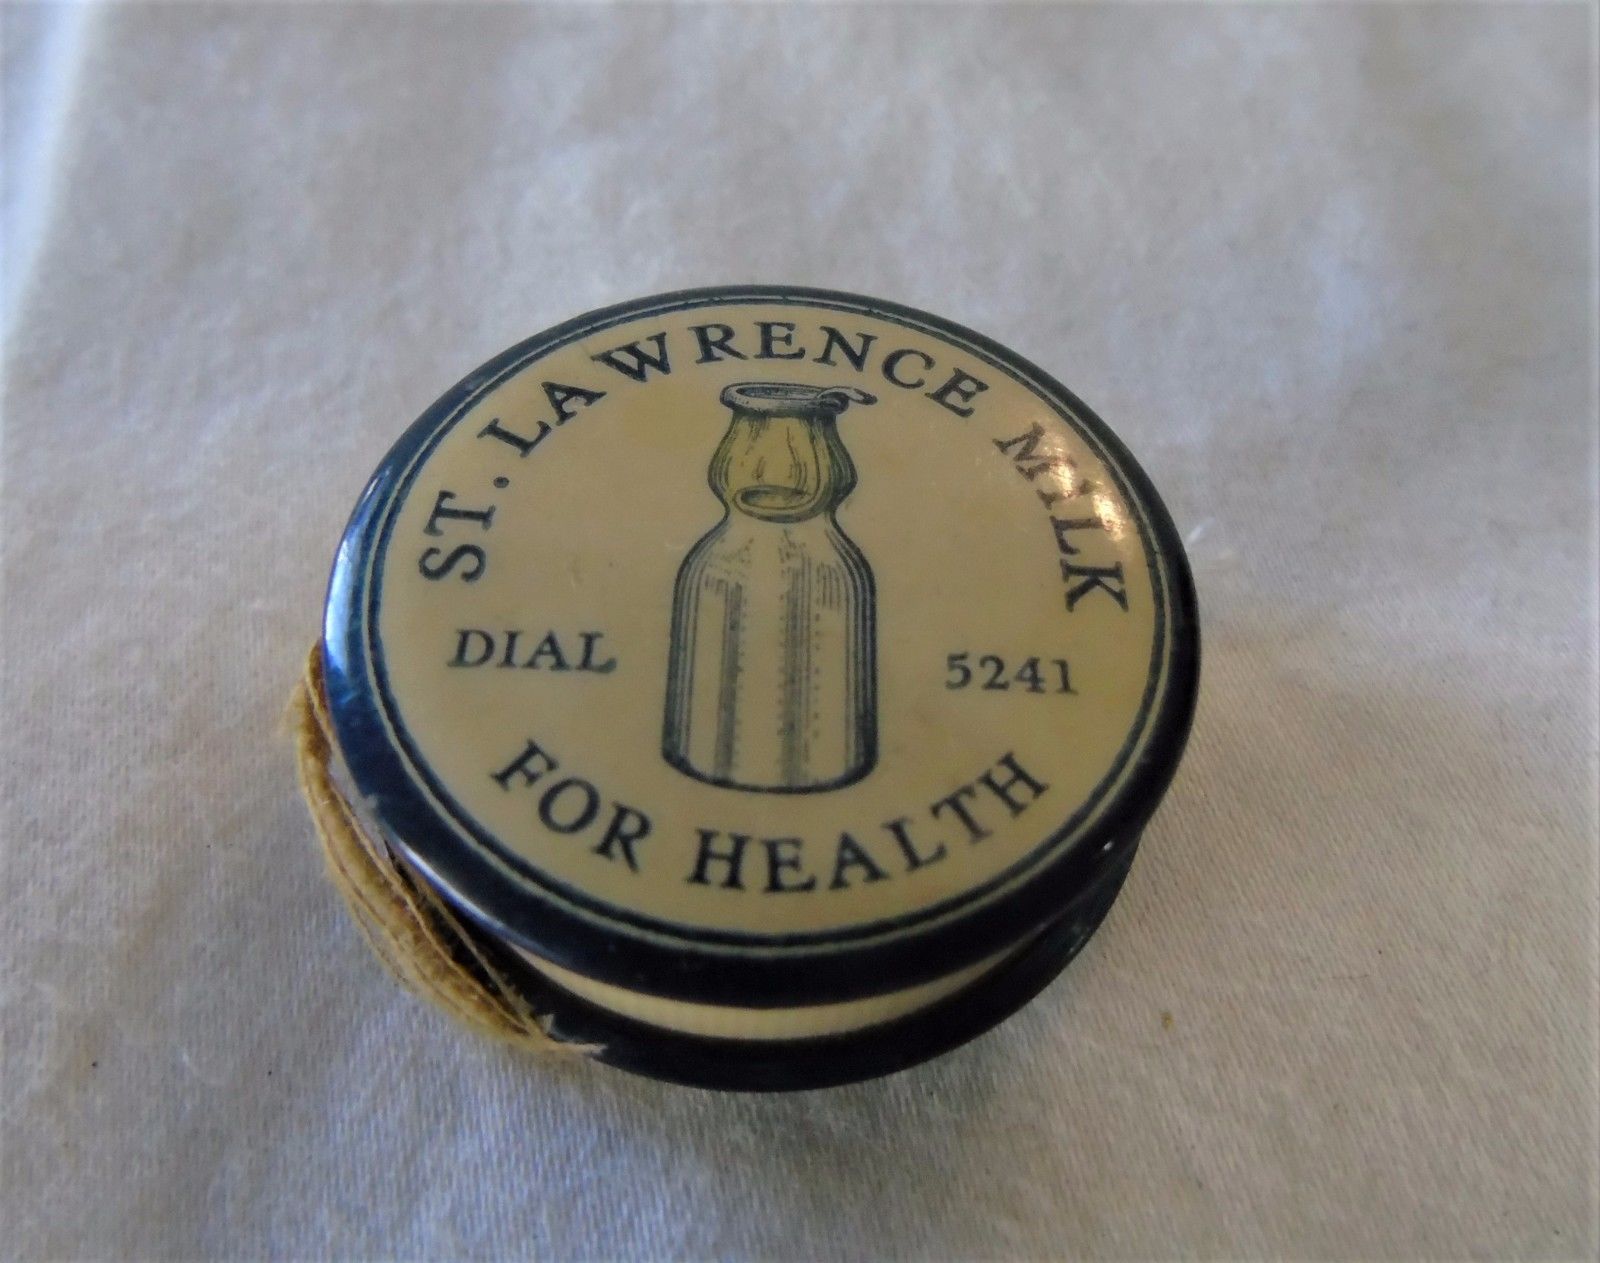 ST. LAWRENCE MILK
DIAL 5241
FOR HEALTH